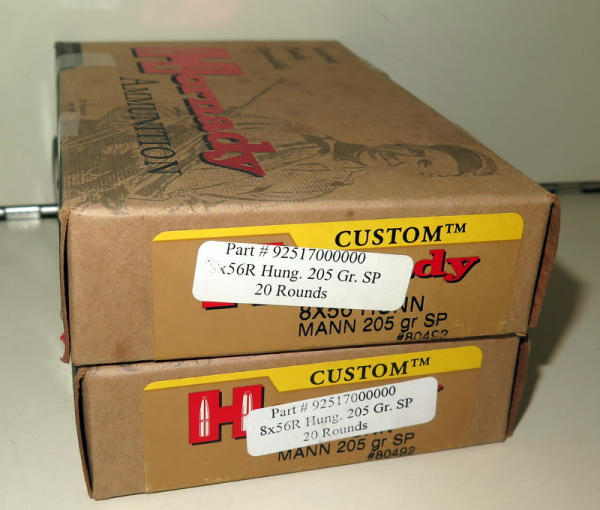 Hornady
AMMUNITION
CUSTOM™
Part # 92517000000
8x56R Hung. 205 Gr. SP
20 Rounds
MANN 205 gr SP
#80492
CUSTOM™
Part # 92517000000
8x56R Hung. 205 Gr. SP
20 Rounds
MANN 205 gr SP
#80492